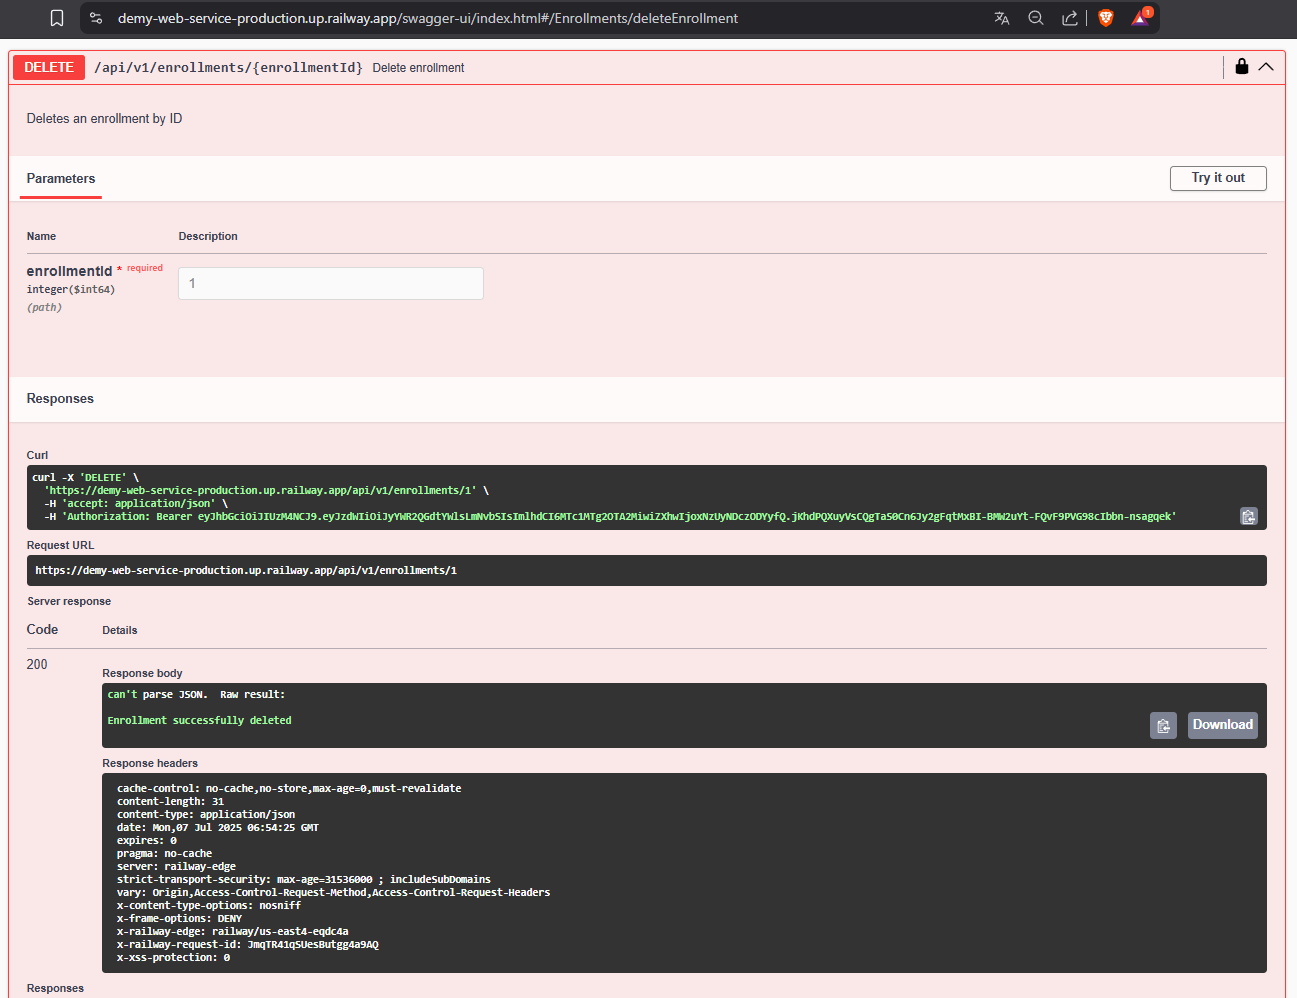 demy-web-service-production.up.railway.app/swagger-ui/index.html#/Enrollments/deleteEnrollment
1
DELETE /api/v1/enrollments/{enrollmentId} Delete enrollment
Deletes an enrollment by ID
Parameters
Try it out
Name Description
enrollmentId * required
integer($int64)
(path)
1
Responses
Curl
curl -X 'DELETE' \
'https://demy-web-service-production.up.railway.app/api/v1/enrollments/1' \
-H 'accept: application/json' \
-H 'Authorization: Bearer eyJhbGciOiJIUzM4NCJ9.eyJzdWIiOiJyYWR2QGdtYWlsLmNvbSIsImlhdCI6MTc1MTg2OTA2MiwiZXhwIjoxNzUyNDczODYyfQ.jKhdPQXuyVsCQgTaS0Cn6Jy2gFqtMxBI-BMW2uYt-FQvF9PVG98cIbbn-nsagqek'
Request URL
https://demy-web-service-production.up.railway.app/api/v1/enrollments/1
Server response
Code Details
200
Response body
can't parse JSON.  Raw result:
Enrollment successfully deleted
Download
Response headers
cache-control: no-cache,no-store,max-age=0,must-revalidate
content-length: 31
content-type: application/json
date: Mon,07 Jul 2025 06:54:25 GMT
expires: 0
pragma: no-cache
server: railway-edge
strict-transport-security: max-age=31536000 ; includeSubDomains
vary: Origin,Access-Control-Request-Method,Access-Control-Request-Headers
x-content-type-options: nosniff
x-frame-options: DENY
x-railway-edge: railway/us-east4-eqdc4a
x-railway-request-id: JmqTR41qSUesButgg4a9AQ
x-xss-protection: 0
Responses